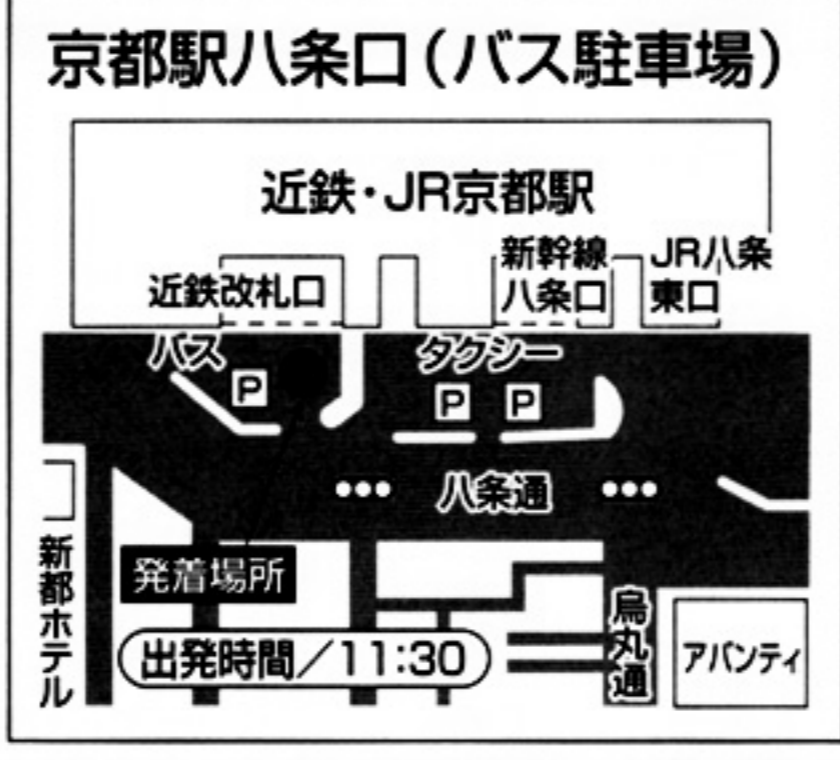 京都駅八条口（バス駐車場）
近鉄・JR京都駅
近鉄改札口
新幹線
八条口
JR八条
東口
バス
P
タクシー
P
P
八条通
新都ホテル
発着場所
出発時間／11:30
烏丸通
アバンティ